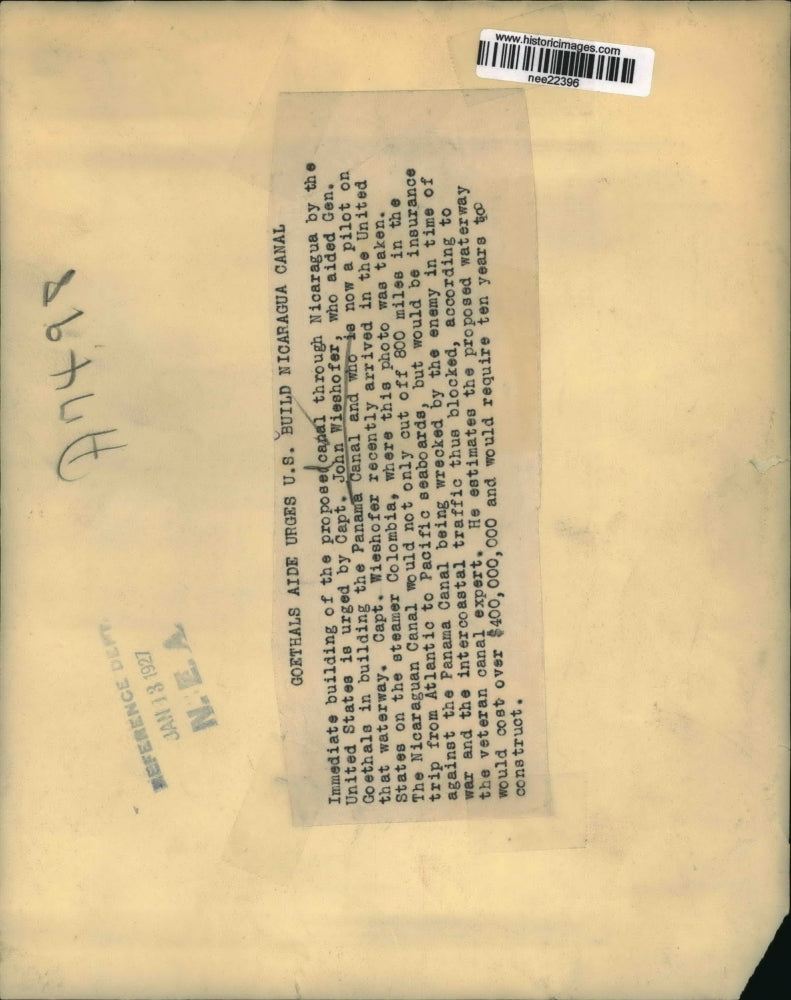 www.historicimages.com
nee22396
A7498
REFERENCE DEPT.
JAN 13 1927
N.E.A
GOETHALS AIDE URGES U.S. BUILD NICARAGUA CANAL
Immediate building of the proposed canal through Nicaragua by the
United States is urged by Capt. John Wieshofer, who aided Gen.
Goethals in building the Panama Canal and who is now a pilot on
that waterway. Capt. Wieshofer recently arrived in the United
States on the steamer Colombia, where this photo was taken.
The Nicaraguan Canal would not only cut off 800 miles in the
trip from Atlantic to Pacific seaboards, but would be insurance
against the Panama Canal being wrecked by the enemy in time of
war and the intercoastal traffic thus blocked, according to
the veteran canal expert. He estimates the proposed waterway
would cost over $400,000,000 and would require ten years to
construct.